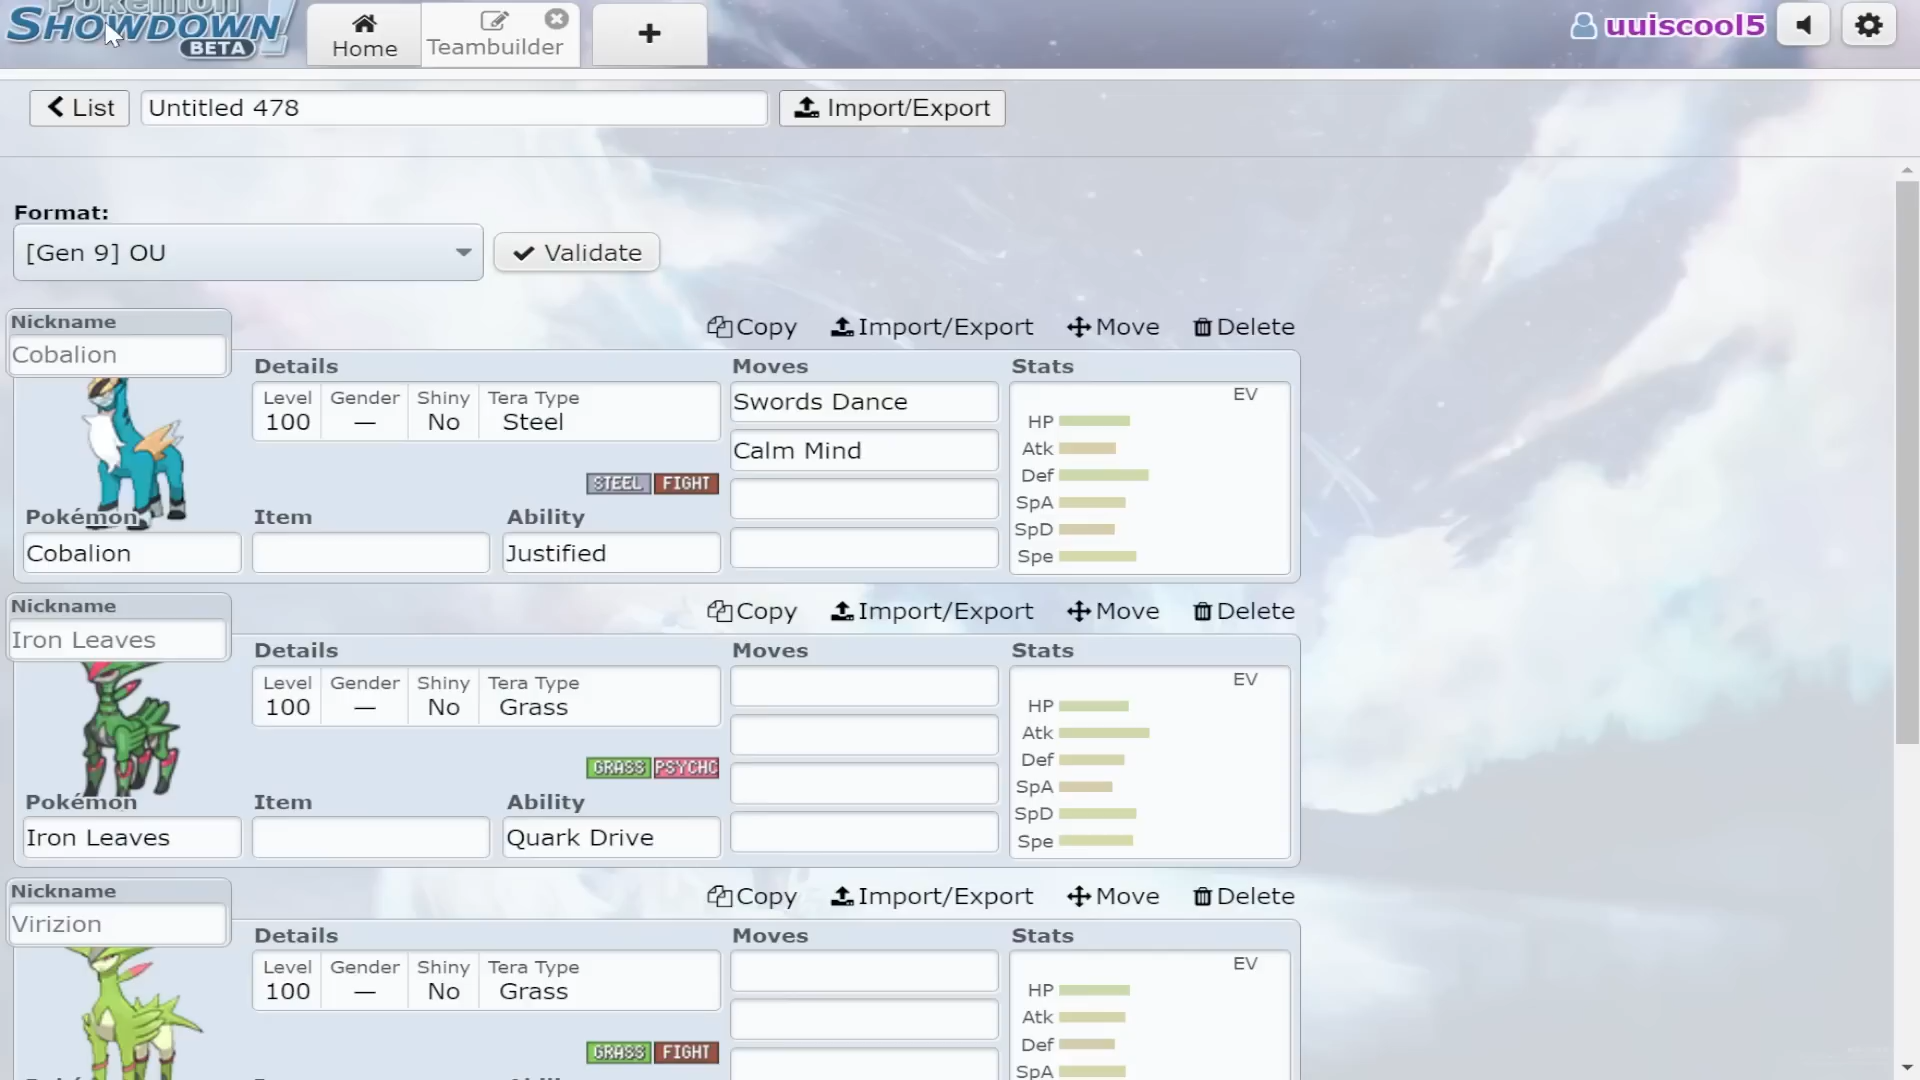 Pokémon
SHOWDOWN!
BETA
Home
Teambuilder
+
uuiscool5
List
Untitled 478
Import/Export
Format:
[Gen 9] OU
Validate
Nickname
Cobalion
Copy Import/Export Move Delete
Details
Moves
Stats
Level Gender Shiny Tera Type
100 — No Steel
Swords Dance
Calm Mind
EV
HP
Atk
Def
SpA
SpD
Spe
STEEL FIGHT
Pokémon Item Ability
Cobalion Justified
Nickname
Iron Leaves
Copy Import/Export Move Delete
Details
Moves
Stats
Level Gender Shiny Tera Type
100 — No Grass
EV
HP
Atk
Def
SpA
SpD
Spe
GRASS PSYCHC
Pokémon Item Ability
Iron Leaves Quark Drive
Nickname
Virizion
Copy Import/Export Move Delete
Details
Moves
Stats
Level Gender Shiny Tera Type
100 — No Grass
EV
HP
Atk
Def
SpA
GRASS FIGHT